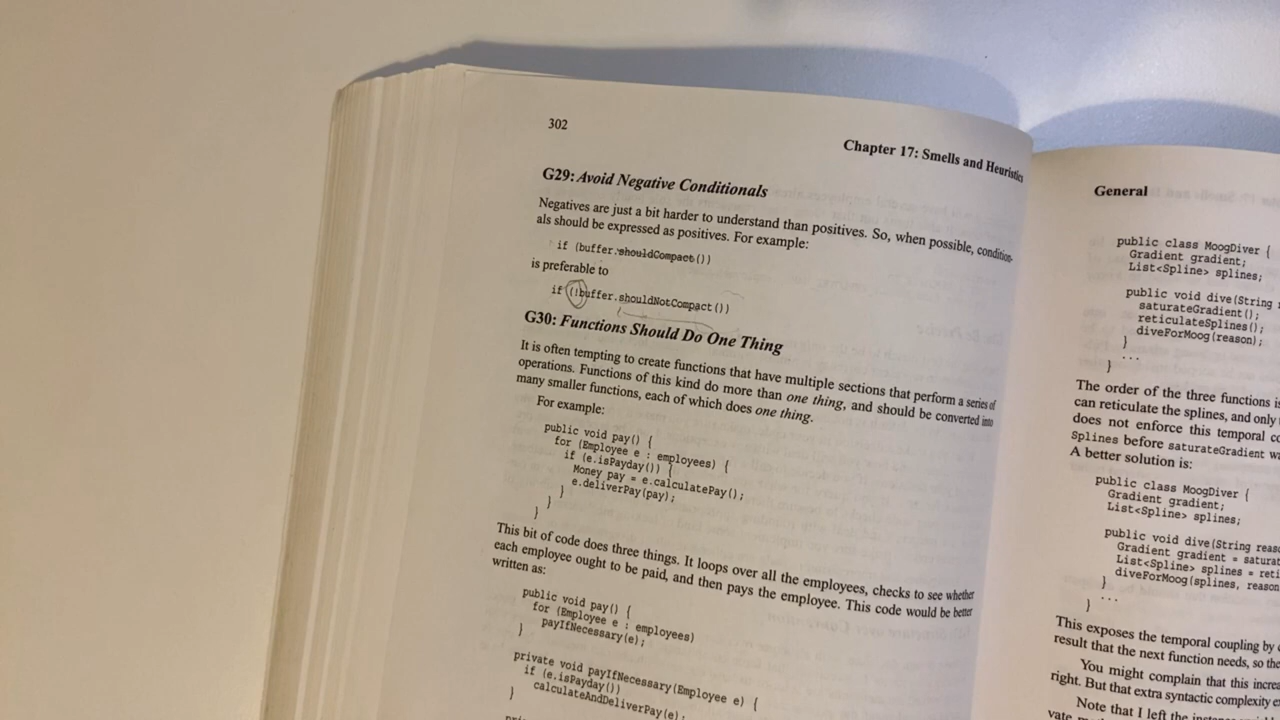 302
Chapter 17: Smells and Heuristics
G29: Avoid Negative Conditionals
Negatives are just a bit harder to understand than positives. So, when possible, condition-
als should be expressed as positives. For example:
if (buffer.shouldCompact())
is preferable to
if (!buffer.shouldNotCompact())
G30: Functions Should Do One Thing
It is often tempting to create functions that have multiple sections that perform a series of
operations. Functions of this kind do more than one thing, and should be converted into
many smaller functions, each of which does one thing.
For example:
public void pay() {
for (Employee e : employees) {
if (e.isPayday()) {
Money pay = e.calculatePay();
e.deliverPay(pay);
}
}
}
This bit of code does three things. It loops over all the employees, checks to see whether
each employee ought to be paid, and then pays the employee. This code would be better
written as:
public void pay() {
for (Employee e : employees)
payIfNecessary(e);
}
private void payIfNecessary(Employee e) {
if (e.isPayday())
calculateAndDeliverPay(e);
}
General
public class MoogDiver {
Gradient gradient;
List<Spline> splines;
public void dive(String
saturateGradient();
reticulateSplines();
diveForMoog(reason);
}
...
}
The order of the three functions is
can reticulate the splines, and only
does not enforce this temporal
Splines before saturateGradient
A better solution is:
public class MoogDiver {
Gradient gradient;
List<Spline> splines;
public void dive(String reas
Gradient gradient = saturat
List<Spline> splines = reti
diveForMoog(splines, reason
}
...
}
This exposes the temporal coupling by
result that the next function needs, so the
You might complain that this increa
right. But that extra syntactic complexity
Note that I left the